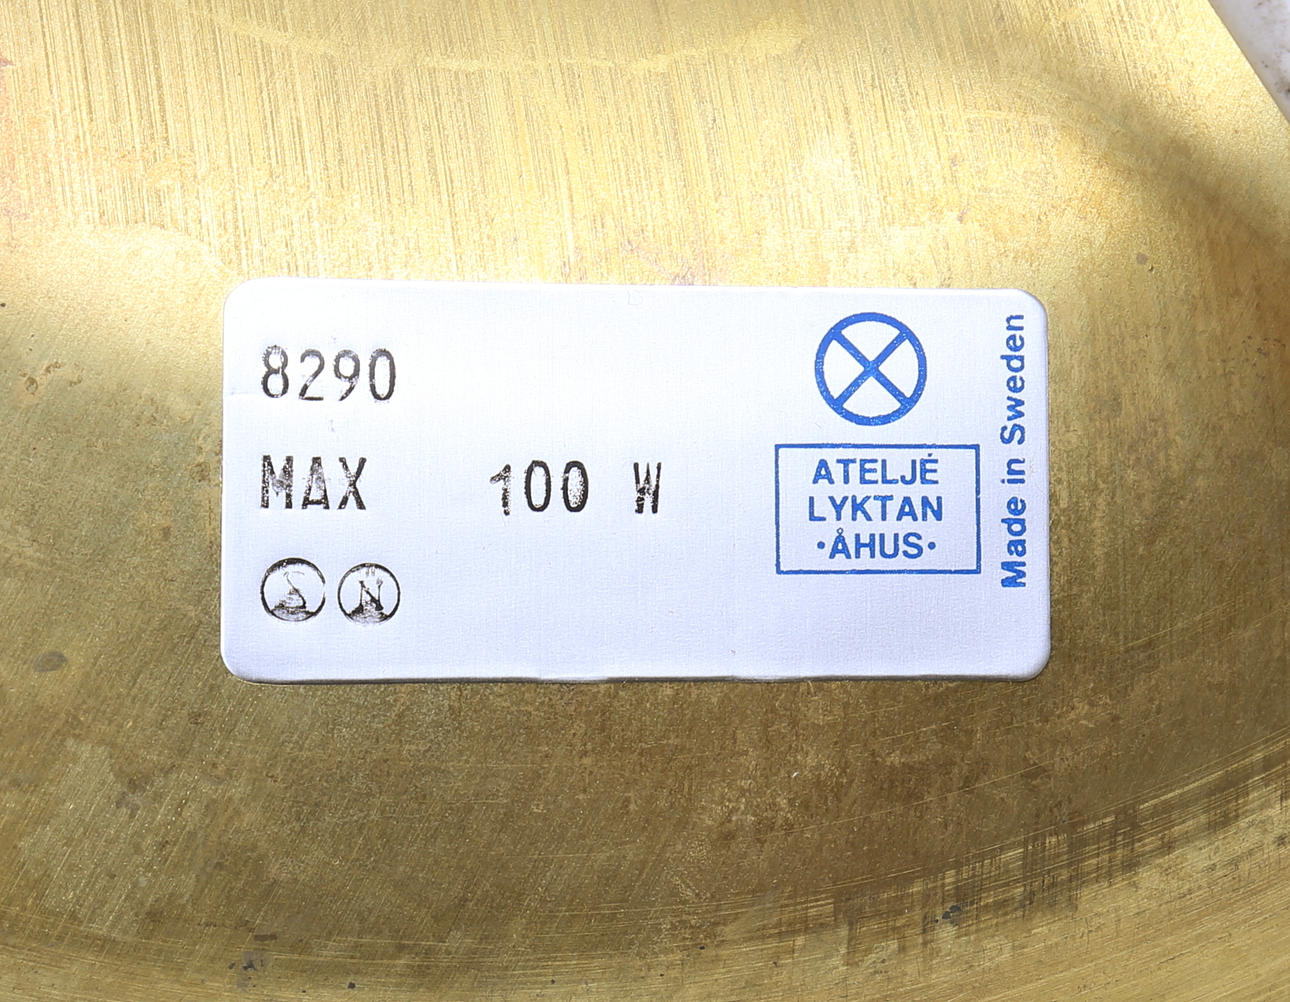 8290
MAX 100 W
S N
ATELJÉ
LYKTAN
·ÅHUS·
Made in Sweden